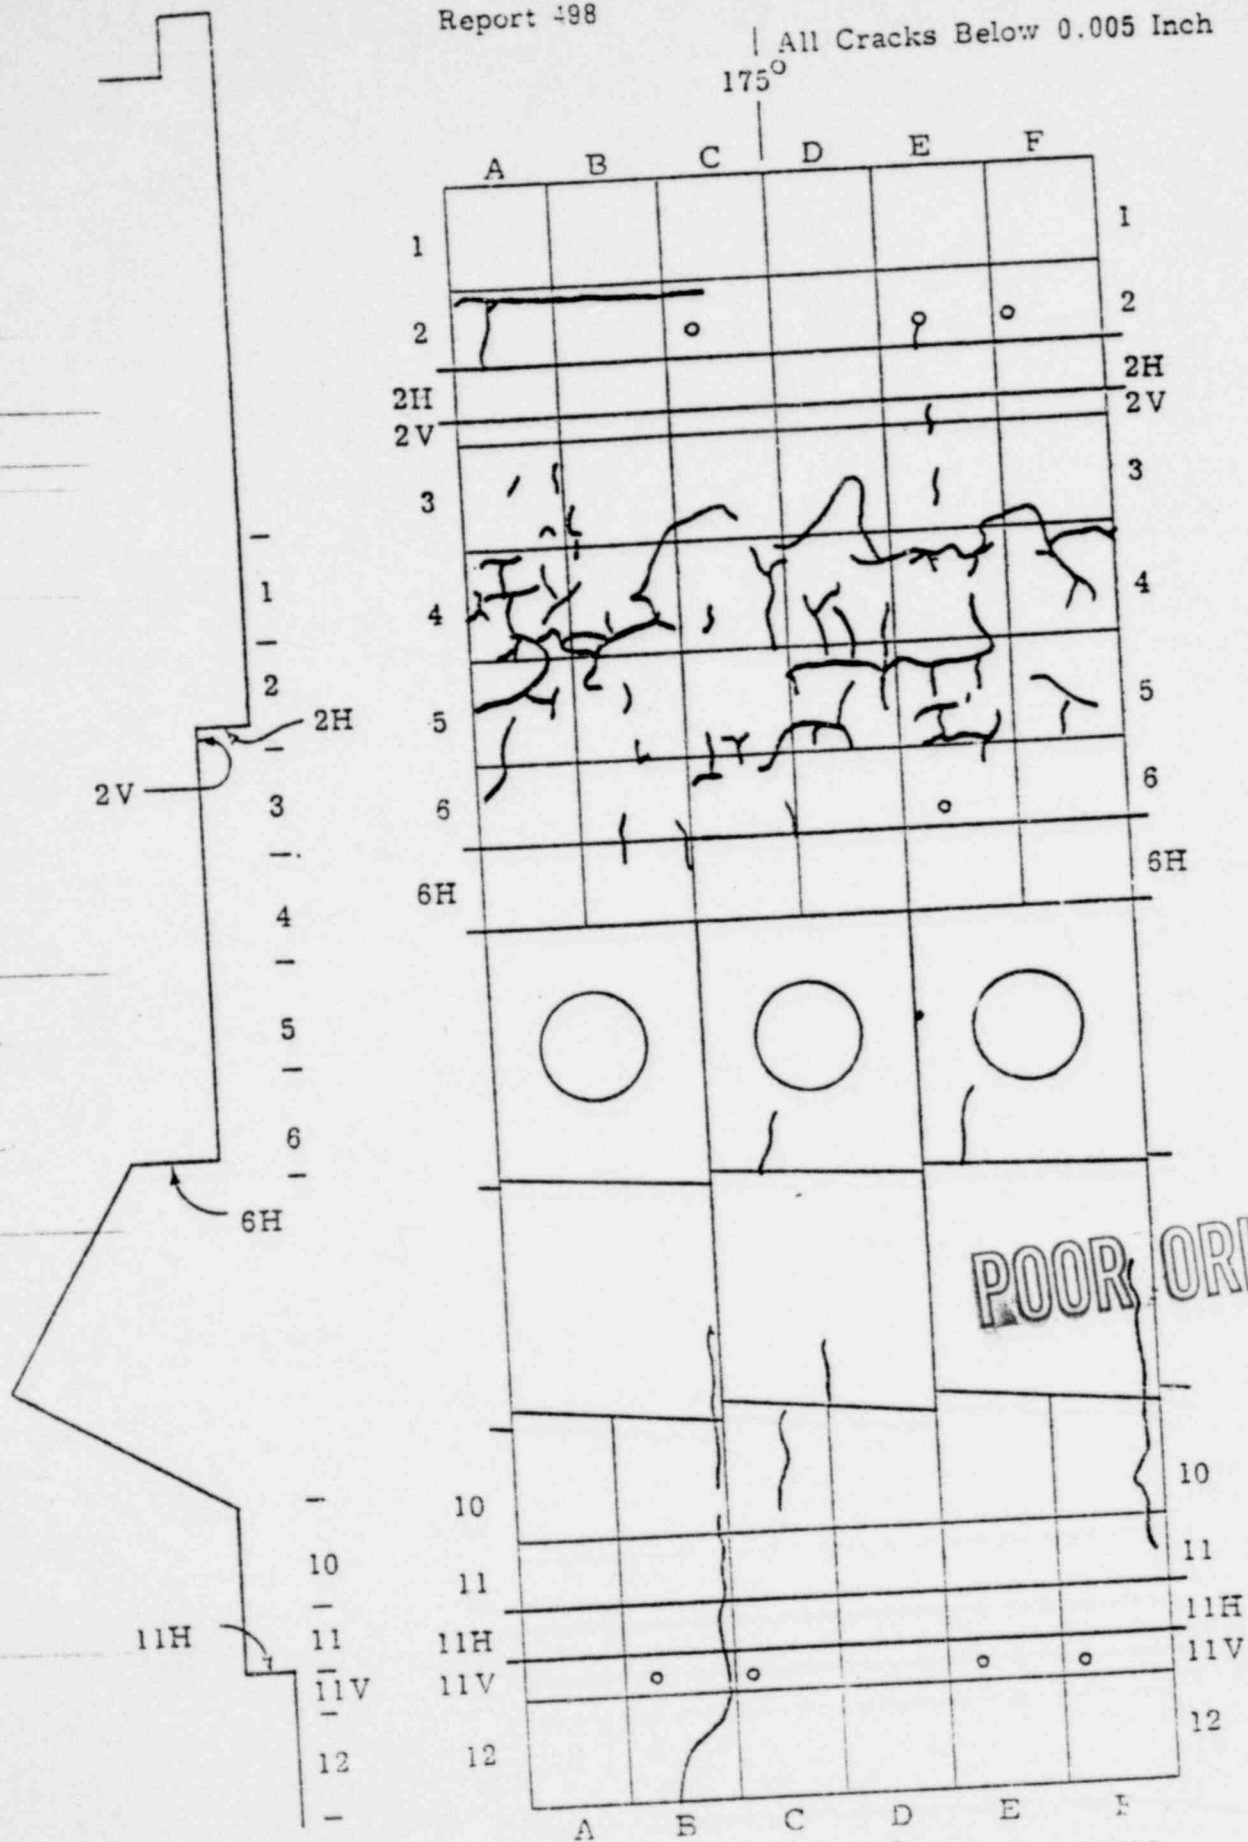 Report 498
All Cracks Below 0.005 Inch
175°
A B C D E F
1 1
2 2
2H 2H
2V 2V
3 3
4 4
5 5
6 6
6H 6H
1
2
2H
2V
3
4
5
6
6H
POOR ORI
10 10
11 11
11H 11H
11V 11V
12 12
10
11H
11
11V
12
A B C D E F